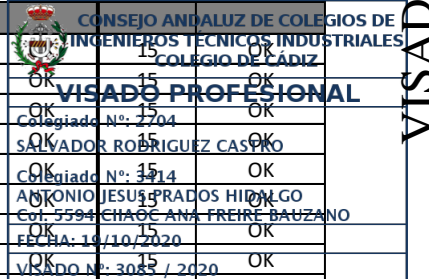 CONSEJO ANDALUZ DE COLEGIOS DE
INGENIEROS TÉCNICOS INDUSTRIALES
15 OK
COLEGIO DE CÁDIZ
OK 15 OK
VISADO PROFESIONAL
OK 15 OK
Colegiado Nº: 2704
OK 15 OK
SALVADOR RODRIGUEZ CASTRO
OK 15 OK
Colegiado Nº: 3414
ANTONIO JESUS PRADOS HIDALGO
OK 15 OK
Col. 5594 CIIAOC ANA FREIRE BAUZANO
OK 15 OK
FECHA: 19/10/2020
OK 15 OK
VISADO Nº: 3085 / 2020
VISAD